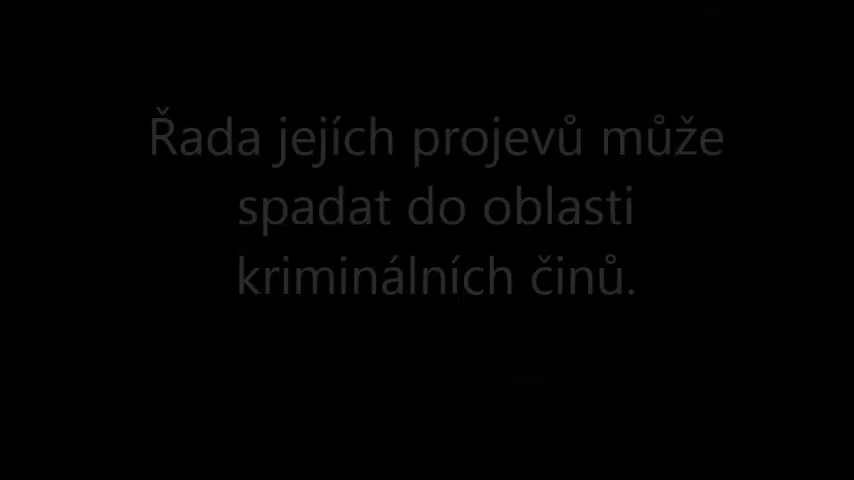 Řada jejích projevů může
spadat do oblasti
kriminálních činů.